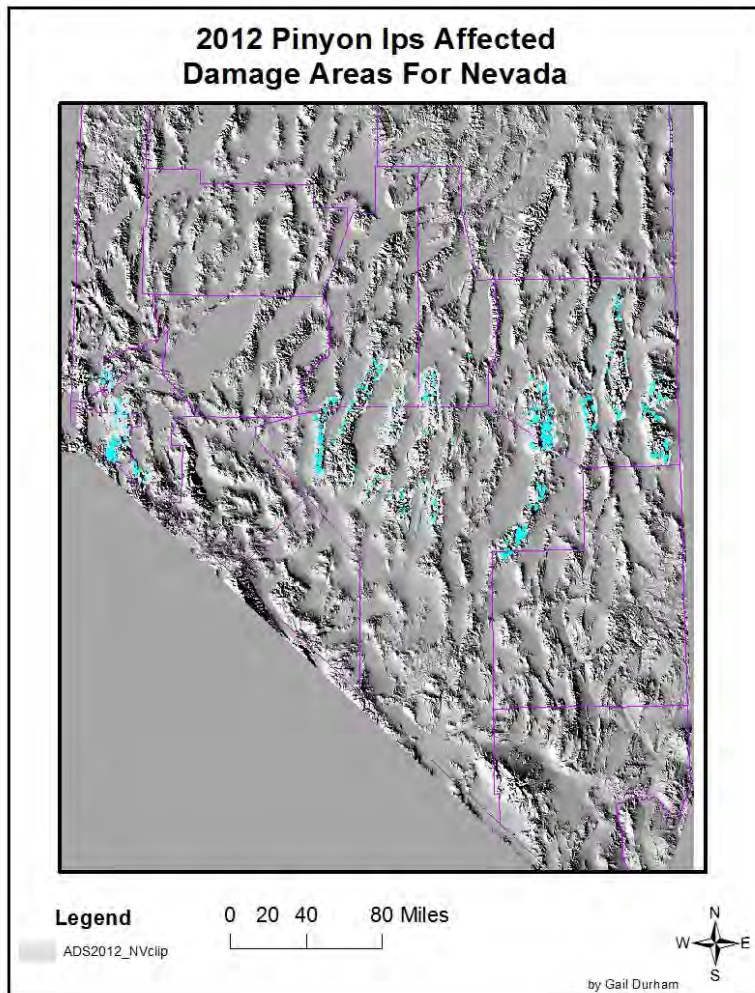 2012 Pinyon Ips Affected
Damage Areas For Nevada
Legend
ADS2012_NVclip
0 20 40 80 Miles
N
W E
S
by Gail Durham